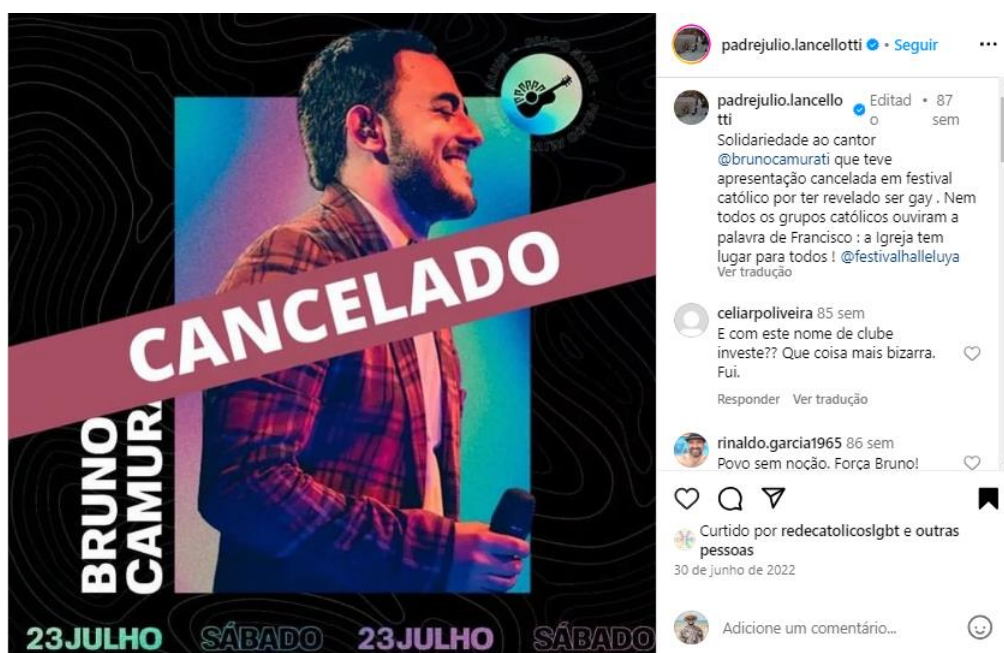 CANCELADO
BRUNO
CAMURA
23JULHO SÁBADO 23JULHO SÁBADO
padrejulio.lancellotti • Seguir
padrejulio.lancello
tti
Editad
o
• 87
sem
Solidariedade ao cantor
@brunocamurati que teve
apresentação cancelada em festival
católico por ter revelado ser gay . Nem
todos os grupos católicos ouviram a
palavra de Francisco : a Igreja tem
lugar para todos ! @festivalhalleluya
Ver tradução
celiarpoliveira 85 sem
E com este nome de clube
investe?? Que coisa mais bizarra.
Fui.
Responder Ver tradução
rinaldo.garcia1965 86 sem
Povo sem noção. Força Bruno!
Curtido por redecatolicoslgbt e outras
pessoas
30 de junho de 2022
Adicione um comentário...